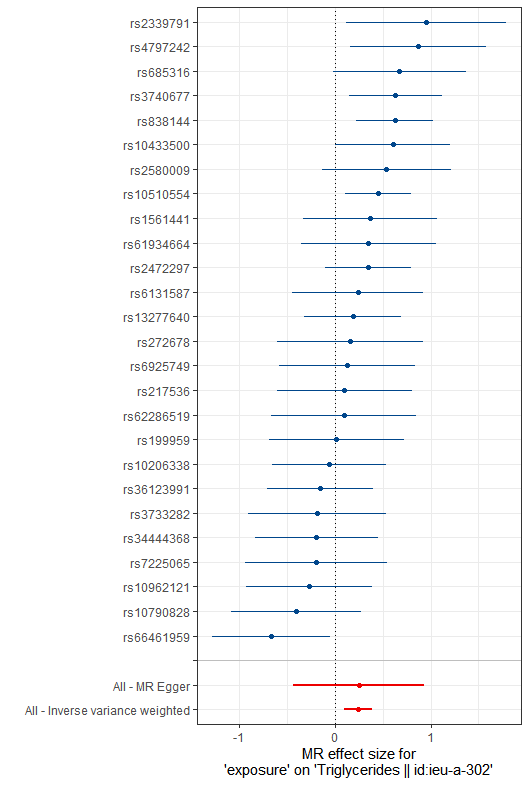 rs2339791
rs4797242
rs685316
rs3740677
rs838144
rs10433500
rs2580009
rs10510554
rs1561441
rs61934664
rs2472297
rs6131587
rs13277640
rs272678
rs6925749
rs217536
rs62286519
rs199959
rs10206338
rs36123991
rs3733282
rs34444368
rs7225065
rs10962121
rs10790828
rs66461959
All - MR Egger
All - Inverse variance weighted
-1 0 1
MR effect size for
'exposure' on 'Triglycerides || id:ieu-a-302'